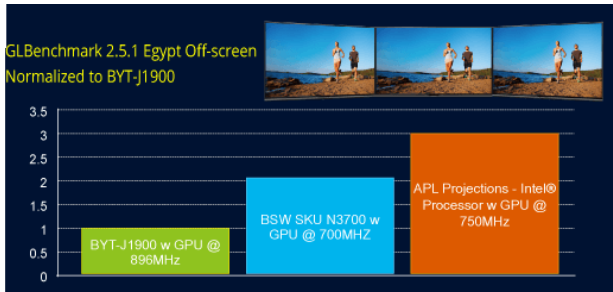 GLBenchmark 2.5.1 Egypt Off-screen
Normalized to BYT-J1900
3.5
3
2.5
2
1.5
1
0.5
0
BYT-J1900 w GPU @
896MHz
BSW SKU N3700 w
GPU @ 700MHZ
APL Projections - Intel®
Processor w GPU @
750MHz